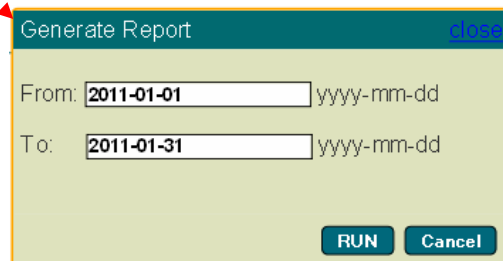 Generate Report close
From: 2011-01-01 yyyy-mm-dd
To: 2011-01-31 yyyy-mm-dd
RUN Cancel